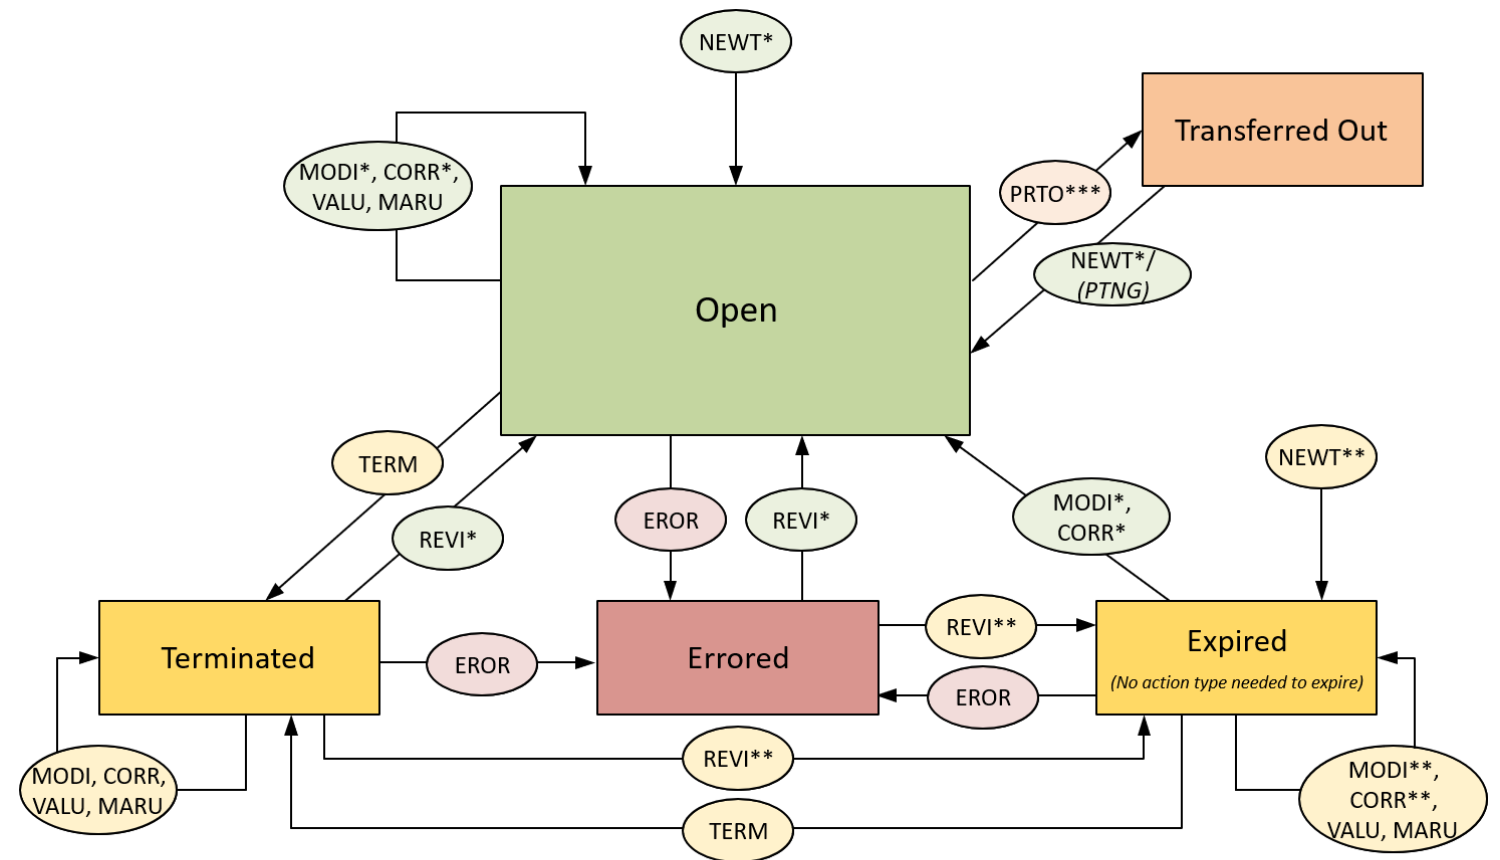 NEWT*
Transferred Out
MODI*, CORR*,
VALU, MARU
PRTO***
NEWT*/
(PTNG)
Open
TERM
REVI*
EROR
REVI*
MODI*,
CORR*
NEWT**
Terminated
EROR
Errored
REVI**
EROR
Expired
(No action type needed to expire)
MODI, CORR,
VALU, MARU
REVI**
TERM
MODI**,
CORR**,
VALU, MARU